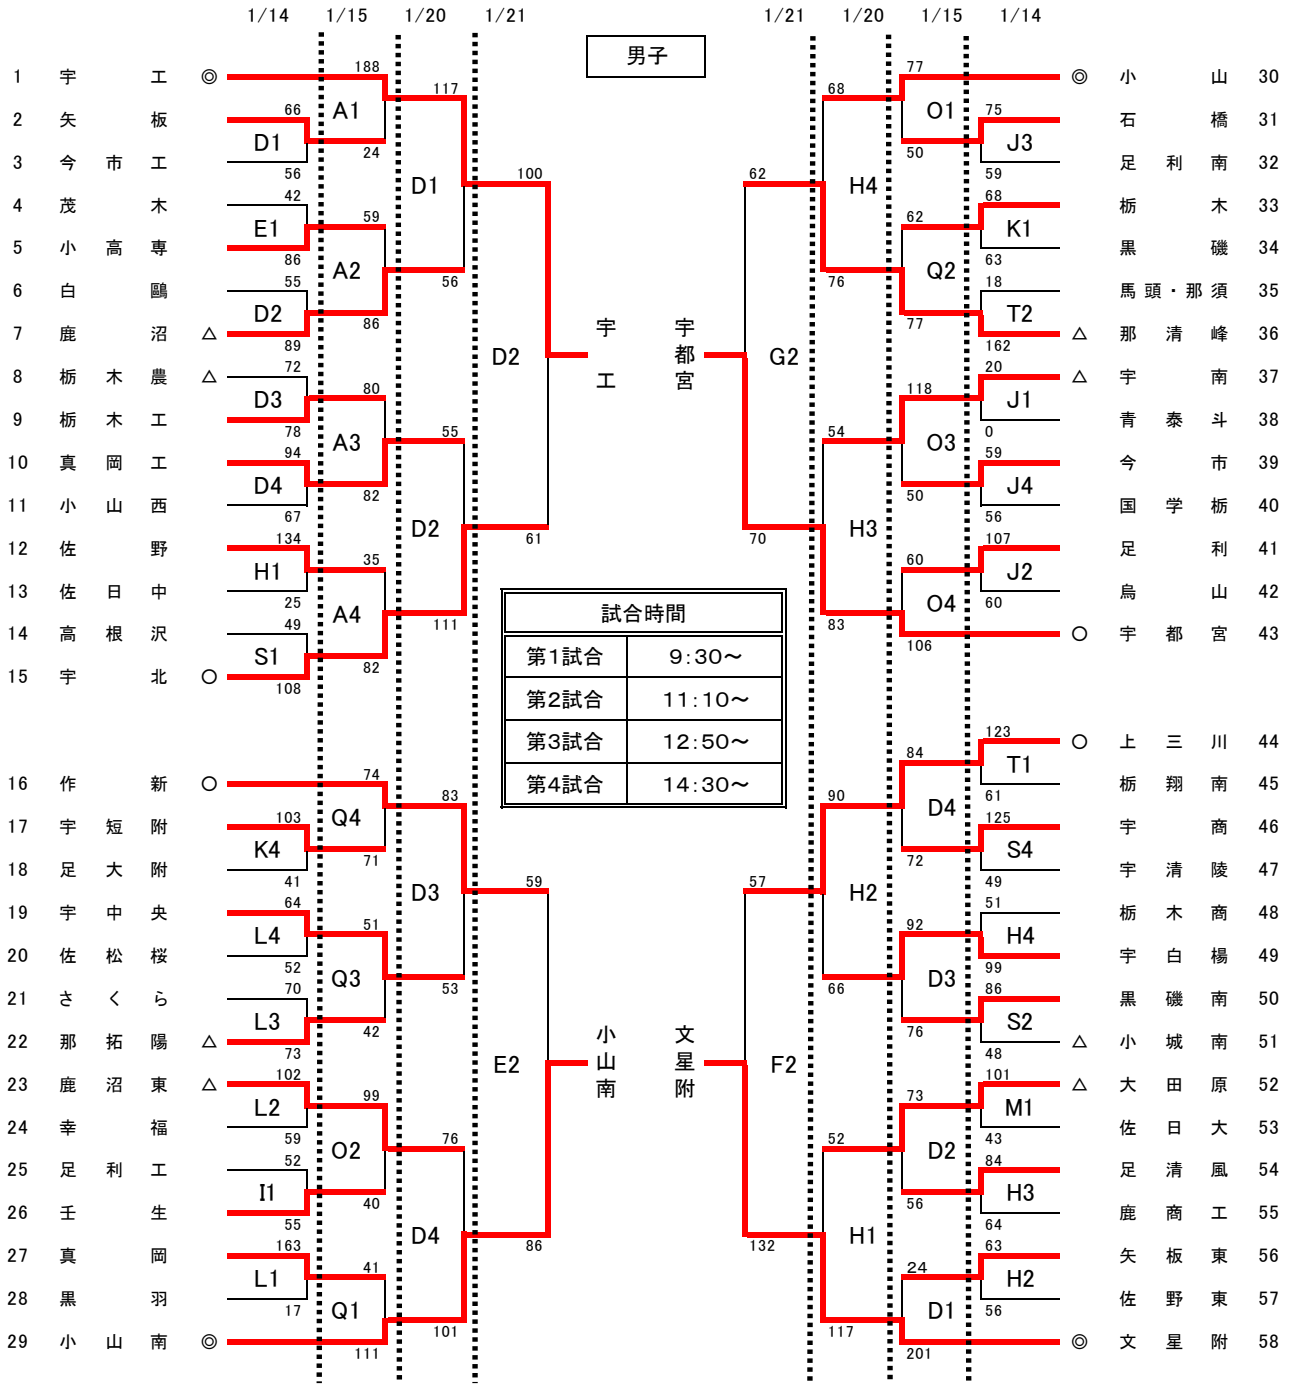 1/14 1/15 1/20 1/21 1/21 1/20 1/15 1/14
男子
1 宇工 ◎ 188 77 ◎ 小山 30
117 68
A1 O1
2 矢板 66 75 石橋 31
D1 J3
24 50
3 今市工 56 59 足利南 32
100 D1 H4 62
4 茂木 42 68 栃木 33
E1 59 62 K1
5 小高専 86 63 黒磯 34
A2 56 76 Q2
6 白鷗 55 18 馬頭・那須 35
D2 86 77 T2
7 鹿沼 △ 89 162 △ 那清峰 36
宇工 宇都宮
D2 G2
8 栃木農 △ 72 20 △ 宇南 37
D3 80 118 J1
9 栃木工 78 0 青泰斗 38
A3 55 54 O3
10 真岡工 94 59 今市 39
D4 82 50 J4
11 小山西 67 56 国学栃 40
D2 H3
61 70
12 佐野 134 107 足利 41
H1 35 60 J2
13 佐日中 25 60 烏山 42
A4 111 83 O4
14 高根沢 49 106 ○ 宇都宮 43
S1 82
15 宇北 ○ 108
試合時間
第1試合 9:30～
第2試合 11:10～
第3試合 12:50～
第4試合 14:30～
123 ○ 上三川 44
84 T1
16 作新 ○ 74 61 栃翔南 45
83 90
Q4 D4
17 宇短附 103 125 宇商 46
K4 71 72 S4
18 足大附 41 49 宇清陵 47
59 D3 H2 57
19 宇中央 64 51 栃木商 48
L4 51 92 H4
20 佐松桜 52 99 宇白楊 49
Q3 53 66 D3
21 さくら 70 86 黒磯南 50
L3 42 76 S2
22 那拓陽 △ 73 48 △ 小城南 51
小山南 文星附
E2 F2
23 鹿沼東 △ 102 101 △ 大田原 52
L2 99 73 M1
24 幸福 59 43 佐日大 53
O2 76 52 D2
25 足利工 52 84 足清風 54
I1 40 56 H3
26 壬生 55 64 鹿商工 55
86 D4 H1 132
27 真岡 163 63 矢板東 56
L1 41 24 H2
28 黒羽 17 56 佐野東 57
Q1 101 117 D1
29 小山南 ◎ 111 201 ◎ 文星附 58